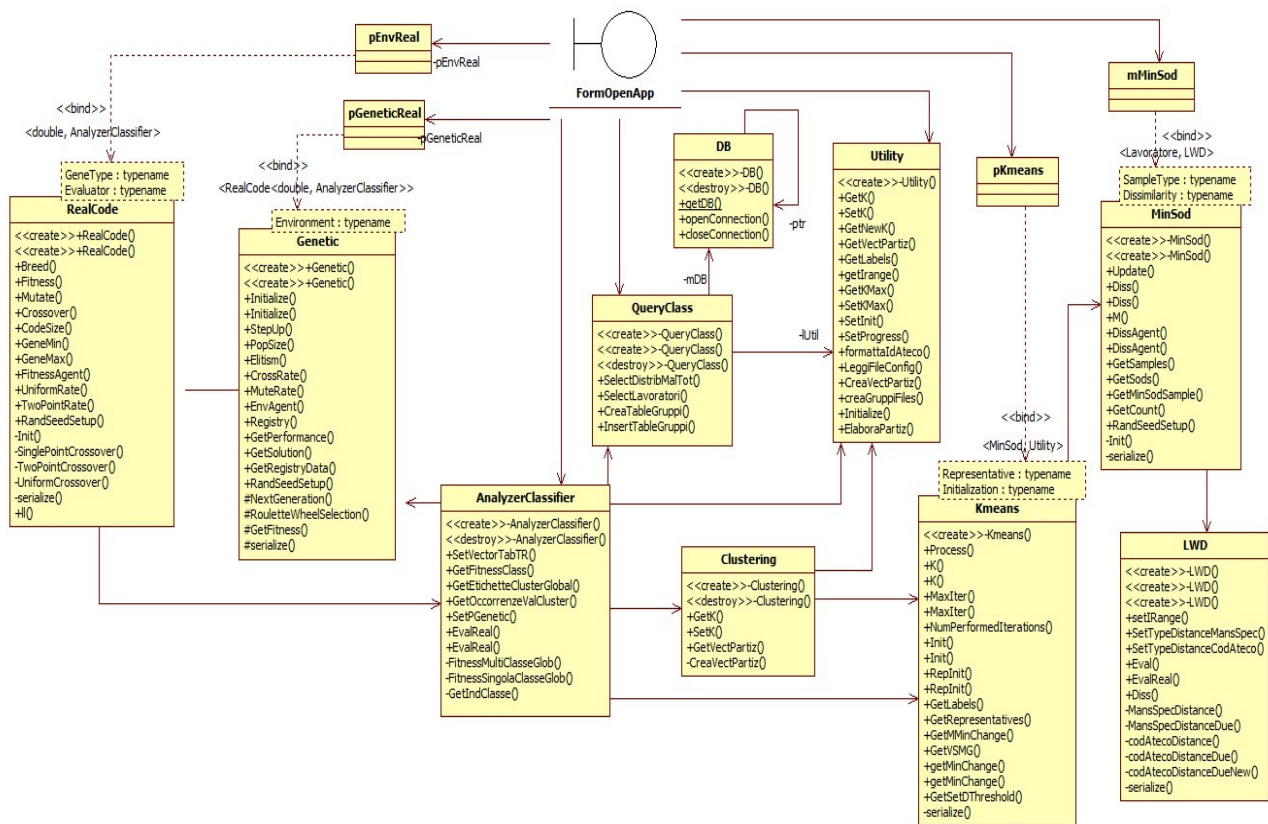 pEnvReal
-pEnvReal
FormOpenApp
mMinSod
<<bind>>
<double, AnalyzerClassifier>
pGeneticReal
-pGeneticReal
<<bind>>
<RealCode<double, AnalyzerClassifier>>
<<bind>>
<Lavoratore, LWD>
pKmeans
<<bind>>
<MinSod, Utility>
GeneType : typename
Evaluator : typename
RealCode
<<create>>+RealCode()
<<create>>+RealCode()
+Breed()
+Fitness()
+Mutate()
+Crossover()
+CodeSize()
+GeneMin()
+GeneMax()
+FitnessAgent()
+UniformRate()
+TwoPointRate()
+RandSeedSetup()
-Init()
-SinglePointCrossover()
-TwoPointCrossover()
-UniformCrossover()
-serialize()
+ll()
Environment : typename
Genetic
<<create>>+Genetic()
<<create>>+Genetic()
+Initialize()
+Initialize()
+StepUp()
+PopSize()
+Elitism()
+CrossRate()
+MuteRate()
+EnvAgent()
+Registry()
+GetPerformance()
+GetSolution()
+GetRegistryData()
+RandSeedSetup()
#NextGeneration()
#RouletteWheelSelection()
#GetFitness()
#serialize()
DB
<<create>>-DB()
<<destroy>>-DB()
+getDB()
+openConnection()
+closeConnection()
-ptr
-mDB
QueryClass
<<create>>-QueryClass()
<<create>>-QueryClass()
<<destroy>>-QueryClass()
+SelectDistribMalTot()
+SelectLavoratori()
+CreaTableGruppi()
+InsertTableGruppi()
-lUtil
Utility
<<create>>-Utility()
+GetK()
+SetK()
+GetNewK()
+GetVectPartiz()
+GetLabels()
+getIrange()
+GetKMax()
+SetKMax()
+SetInit()
+SetProgress()
+formattaIdAteco()
+LeggiFileConfig()
+CreaVectPartiz()
+creaGruppiFiles()
+Initialize()
+ElaboraPartiz()
SampleType : typename
Dissimilarity : typename
MinSod
<<create>>-MinSod()
<<create>>-MinSod()
+Update()
+Diss()
+Diss()
+M()
+DissAgent()
+DissAgent()
+GetSamples()
+GetSods()
+GetMinSodSample()
+GetCount()
+RandSeedSetup()
-Init()
-serialize()
AnalyzerClassifier
<<create>>-AnalyzerClassifier()
<<destroy>>-AnalyzerClassifier()
+SetVectorTabTR()
+GetFitnessClass()
+GetEtichetteClusterGlobal()
+GetOccorrenzeValCluster()
+SetPGenetic()
+EvalReal()
+EvalReal()
-FitnessMultiClasseGlob()
-FitnessSingolaClasseGlob()
-GetIndClasse()
Clustering
<<create>>-Clustering()
<<destroy>>-Clustering()
+GetK()
+SetK()
+GetVectPartiz()
-CreaVectPartiz()
Representative : typename
Initialization : typename
Kmeans
<<create>>-Kmeans()
+Process()
+K()
+K()
+MaxIter()
+MaxIter()
+NumPerformedIterations()
+Init()
+Init()
+RepInit()
+RepInit()
+GetLabels()
+GetRepresentatives()
+GetMMinChange()
+GetVSMG()
+getMinChange()
+getMinChange()
+GetSetDThreshold()
-serialize()
LWD
<<create>>-LWD()
<<create>>-LWD()
<<create>>-LWD()
+setIRange()
+SetTypeDistanceMansSpec()
+SetTypeDistanceCodAteco()
+Eval()
+EvalReal()
+Diss()
-MansSpecDistance()
-MansSpecDistanceDue()
-codAtecoDistance()
-codAtecoDistanceDue()
-codAtecoDistanceDueNew()
-serialize()